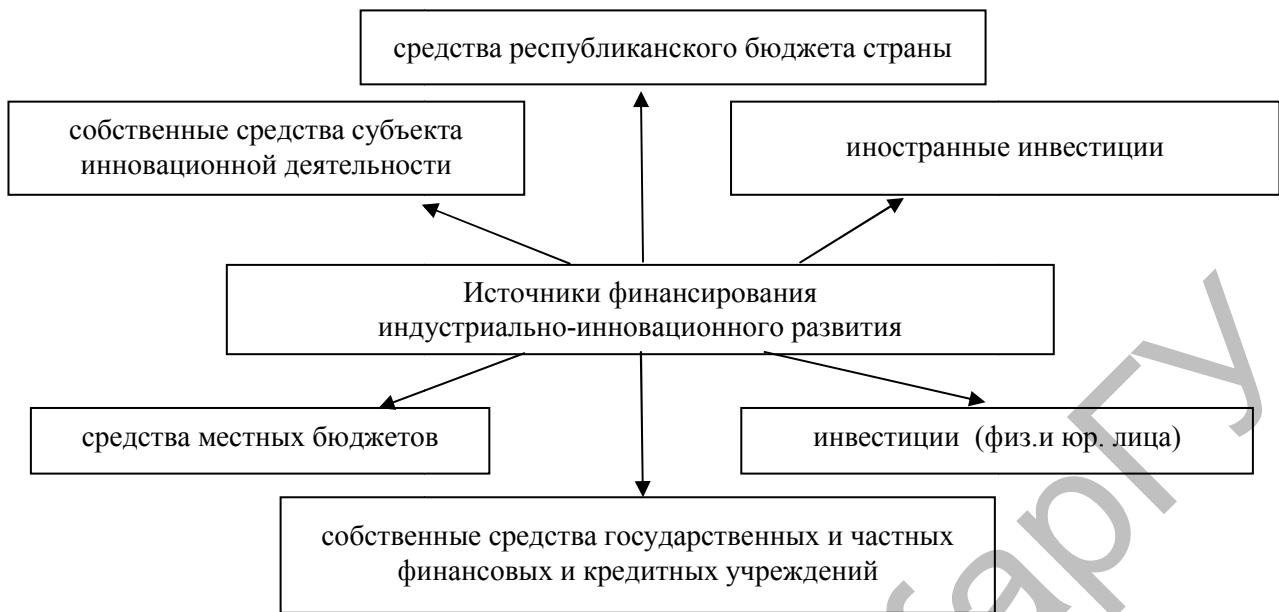 средства республиканского бюджета страны
собственные средства субъекта
инновационной деятельности
иностранные инвестиции
Источники финансирования
индустриально-инновационного развития
средства местных бюджетов
инвестиции (физ.и юр. лица)
собственные средства государственных и частных
финансовых и кредитных учреждений